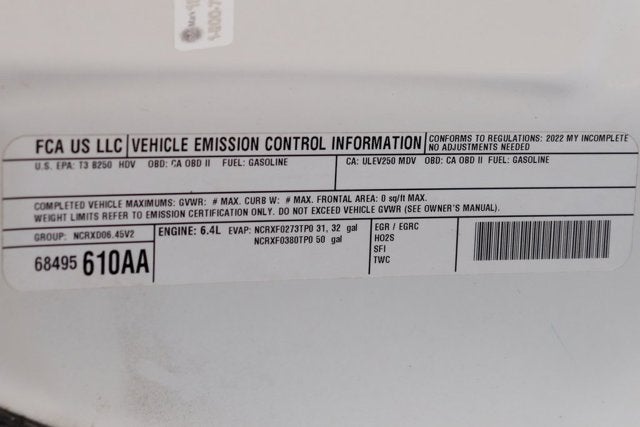 1-800-7
FCA US LLC VEHICLE EMISSION CONTROL INFORMATION CONFORMS TO REGULATIONS: 2022 MY INCOMPLETE
NO ADJUSTMENTS NEEDED
U.S. EPA: T3 B250 HDV OBD: CA OBD II FUEL: GASOLINE CA: ULEV250 MDV OBD: CA OBD II FUEL: GASOLINE
COMPLETED VEHICLE MAXIMUMS: GVWR: # MAX. CURB W: # MAX. FRONTAL AREA: 0 sq/ft MAX.
WEIGHT LIMITS REFER TO EMISSION CERTIFICATION ONLY. DO NOT EXCEED VEHICLE GVWR (SEE OWNER'S MANUAL).
GROUP: NCRXD06.45V2
68495 610AA
ENGINE: 6.4L EVAP: NCRXF0273TP0 31, 32 gal
NCRXF0380TP0 50 gal
EGR / EGRC
HO2S
SFI
TWC